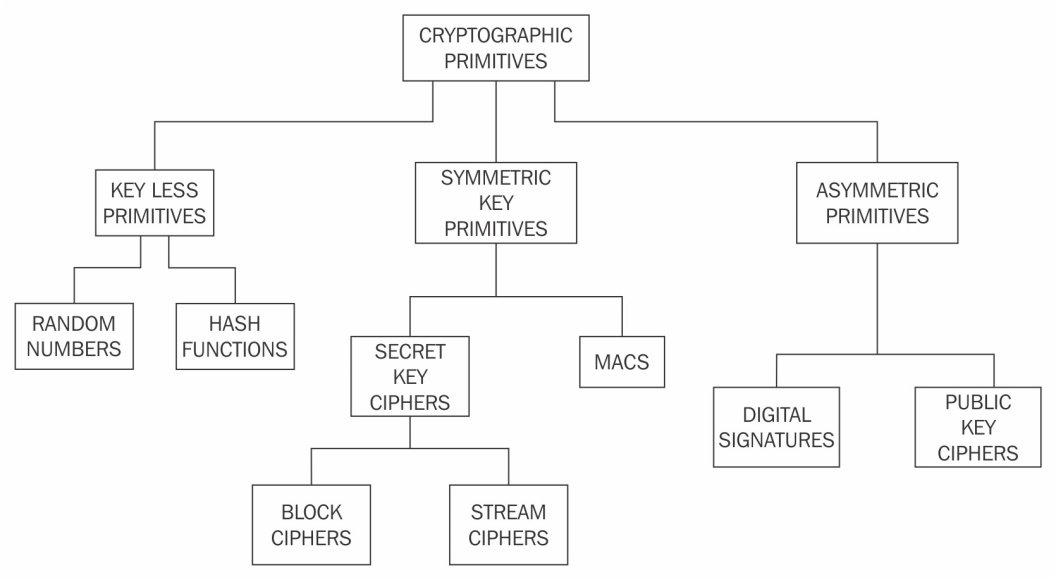 CRYPTOGRAPHIC
PRIMITIVES
KEY LESS
PRIMITIVES
SYMMETRIC
KEY
PRIMITIVES
ASYMMETRIC
PRIMITIVES
RANDOM
NUMBERS
HASH
FUNCTIONS
SECRET
KEY
CIPHERS
MACS
DIGITAL
SIGNATURES
PUBLIC
KEY
CIPHERS
BLOCK
CIPHERS
STREAM
CIPHERS